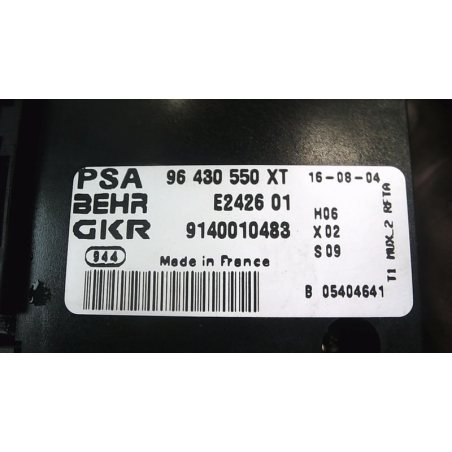 PSA 96 430 550 XT 16-08-04
BEHR E2426 01 H06
GKR 9140010483 X02
944 Made in France S09
B 05404641
T1 MUX_2 RFTA